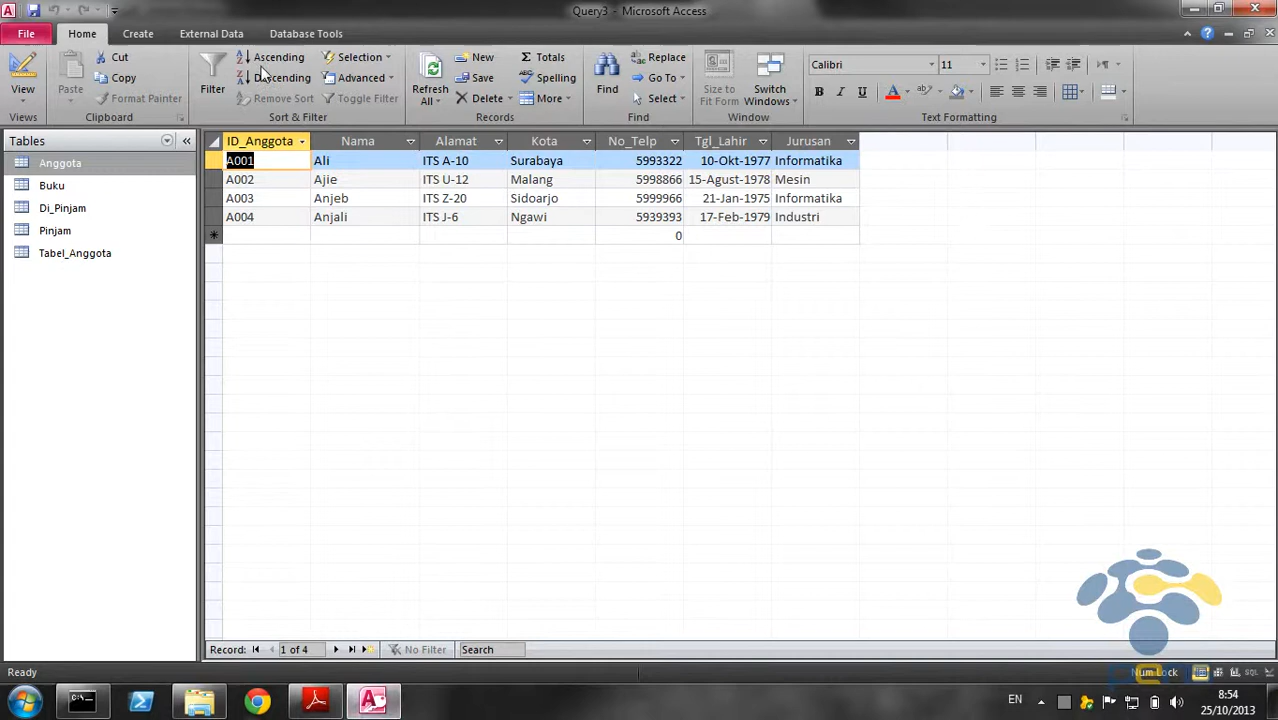 Query3 - Microsoft Access
File Home Create External Data Database Tools
View
Views
Paste
Cut
Copy
Format Painter
Clipboard
Filter
Ascending
Descending
Remove Sort
Selection
Advanced
Toggle Filter
Sort & Filter
Refresh
All
New
Save
Delete
Totals
Spelling
More
Records
Find
Replace
Go To
Select
Find
Size to
Fit Form
Switch
Windows
Window
Calibri 11
B I U A
Text Formatting
Tables
Anggota
Buku
Di_Pinjam
Pinjam
Tabel_Anggota
ID_Anggota Nama Alamat Kota No_Telp Tgl_Lahir Jurusan
A001 Ali ITS A-10 Surabaya 5993322 10-Okt-1977 Informatika
A002 Ajie ITS U-12 Malang 5998866 15-Agust-1978 Mesin
A003 Anjeb ITS Z-20 Sidoarjo 5999966 21-Jan-1975 Informatika
A004 Anjali ITS J-6 Ngawi 5939393 17-Feb-1979 Industri
0
Record: 1 of 4 No Filter Search
Ready
Num Lock
SQL
EN
8:54
25/10/2013